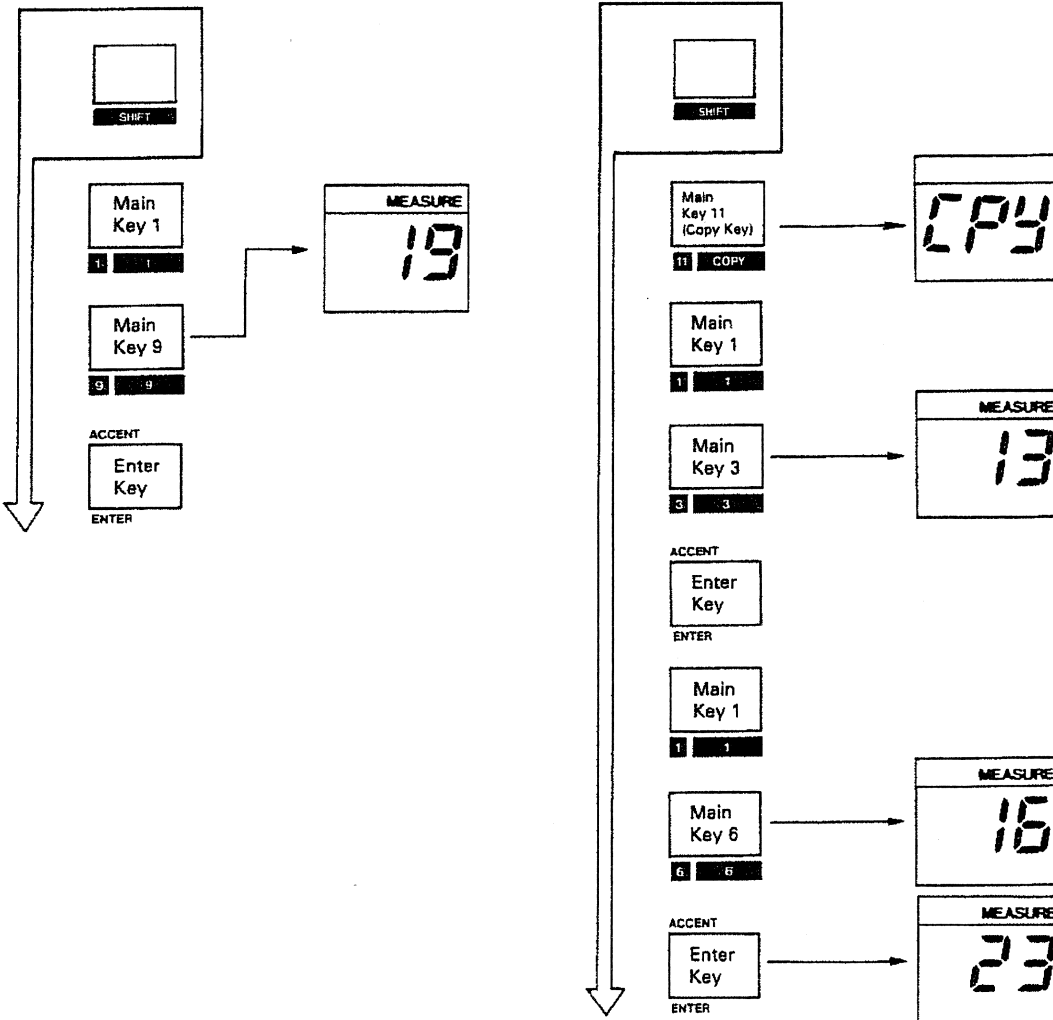 SHIFT
Main
Key 1
1 1
MEASURE
19
Main
Key 9
9 9
ACCENT
Enter
Key
ENTER
SHIFT
Main
Key 11
(Copy Key)
11 COPY
CPY
Main
Key 1
1 1
Main
Key 3
3 3
MEASURE
13
ACCENT
Enter
Key
ENTER
Main
Key 1
1 1
Main
Key 6
6 6
MEASURE
16
ACCENT
Enter
Key
ENTER
MEASURE
23